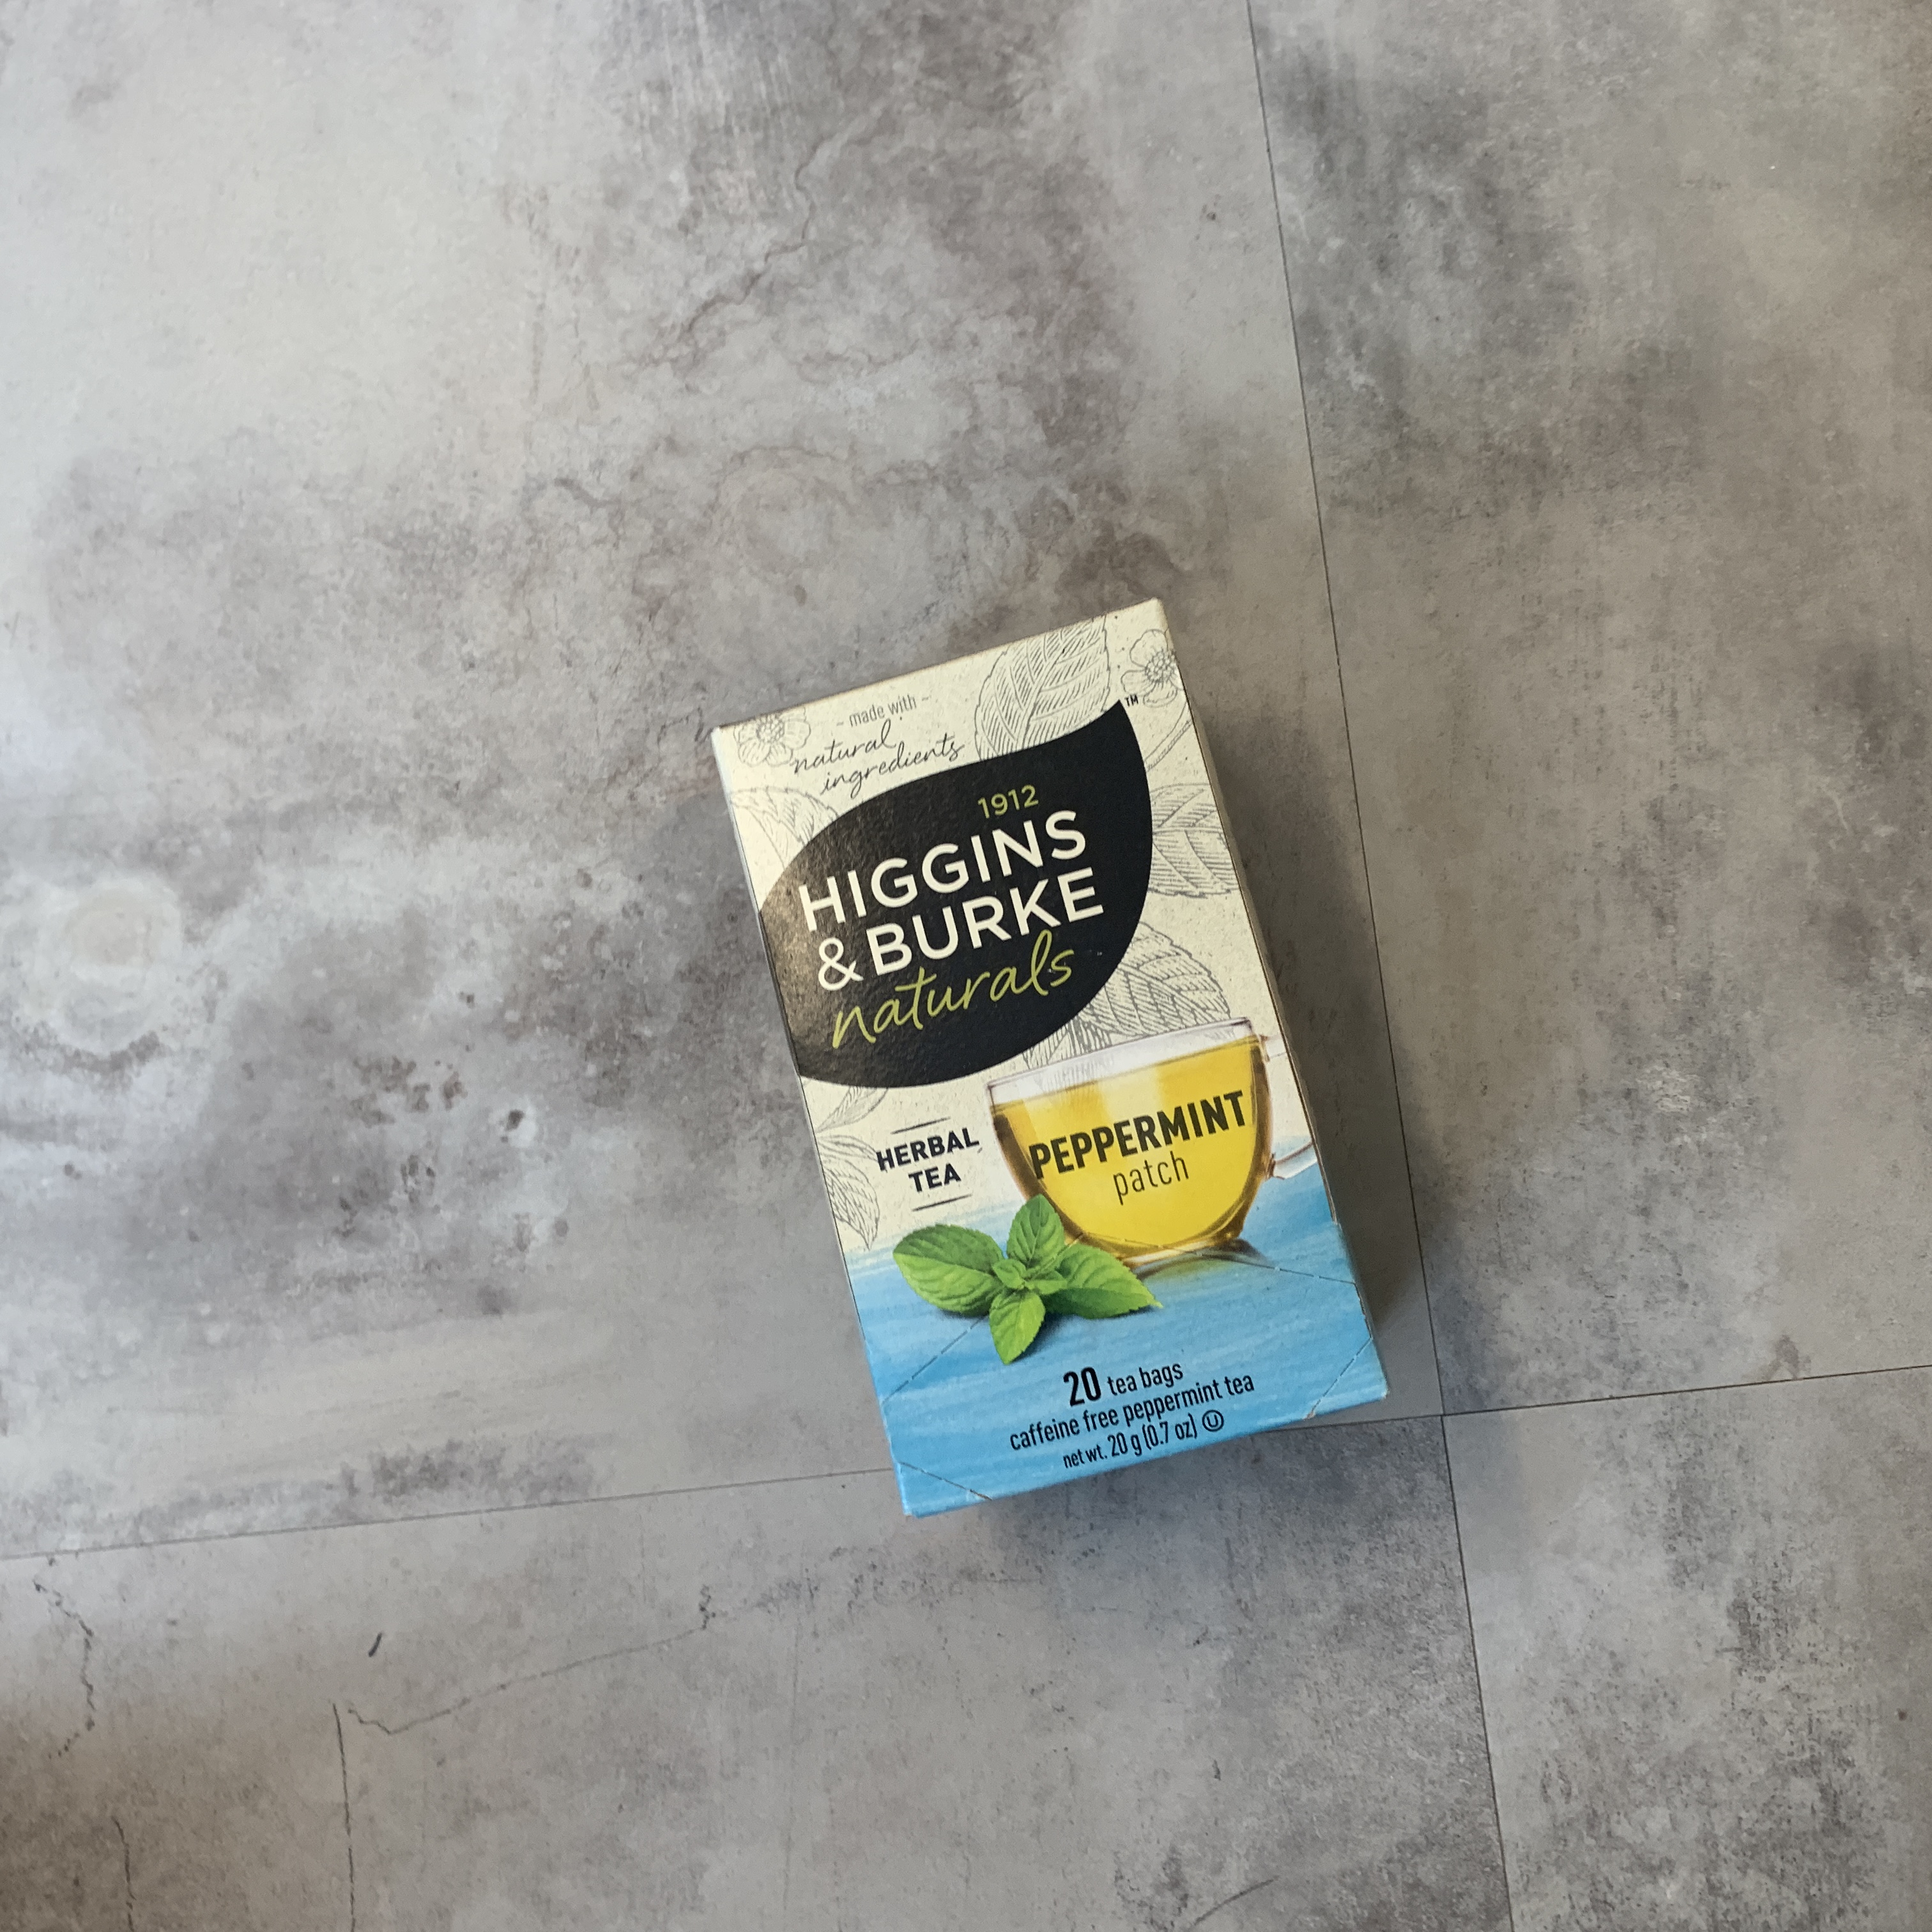 - made with -
natural
ingredients
1912
HIGGINS
& BURKE
naturals
TM
HERBAL
TEA
PEPPERMINT
patch
20 tea bags
caffeine free peppermint tea
net wt. 20 g (0.7 oz) Ⓤ